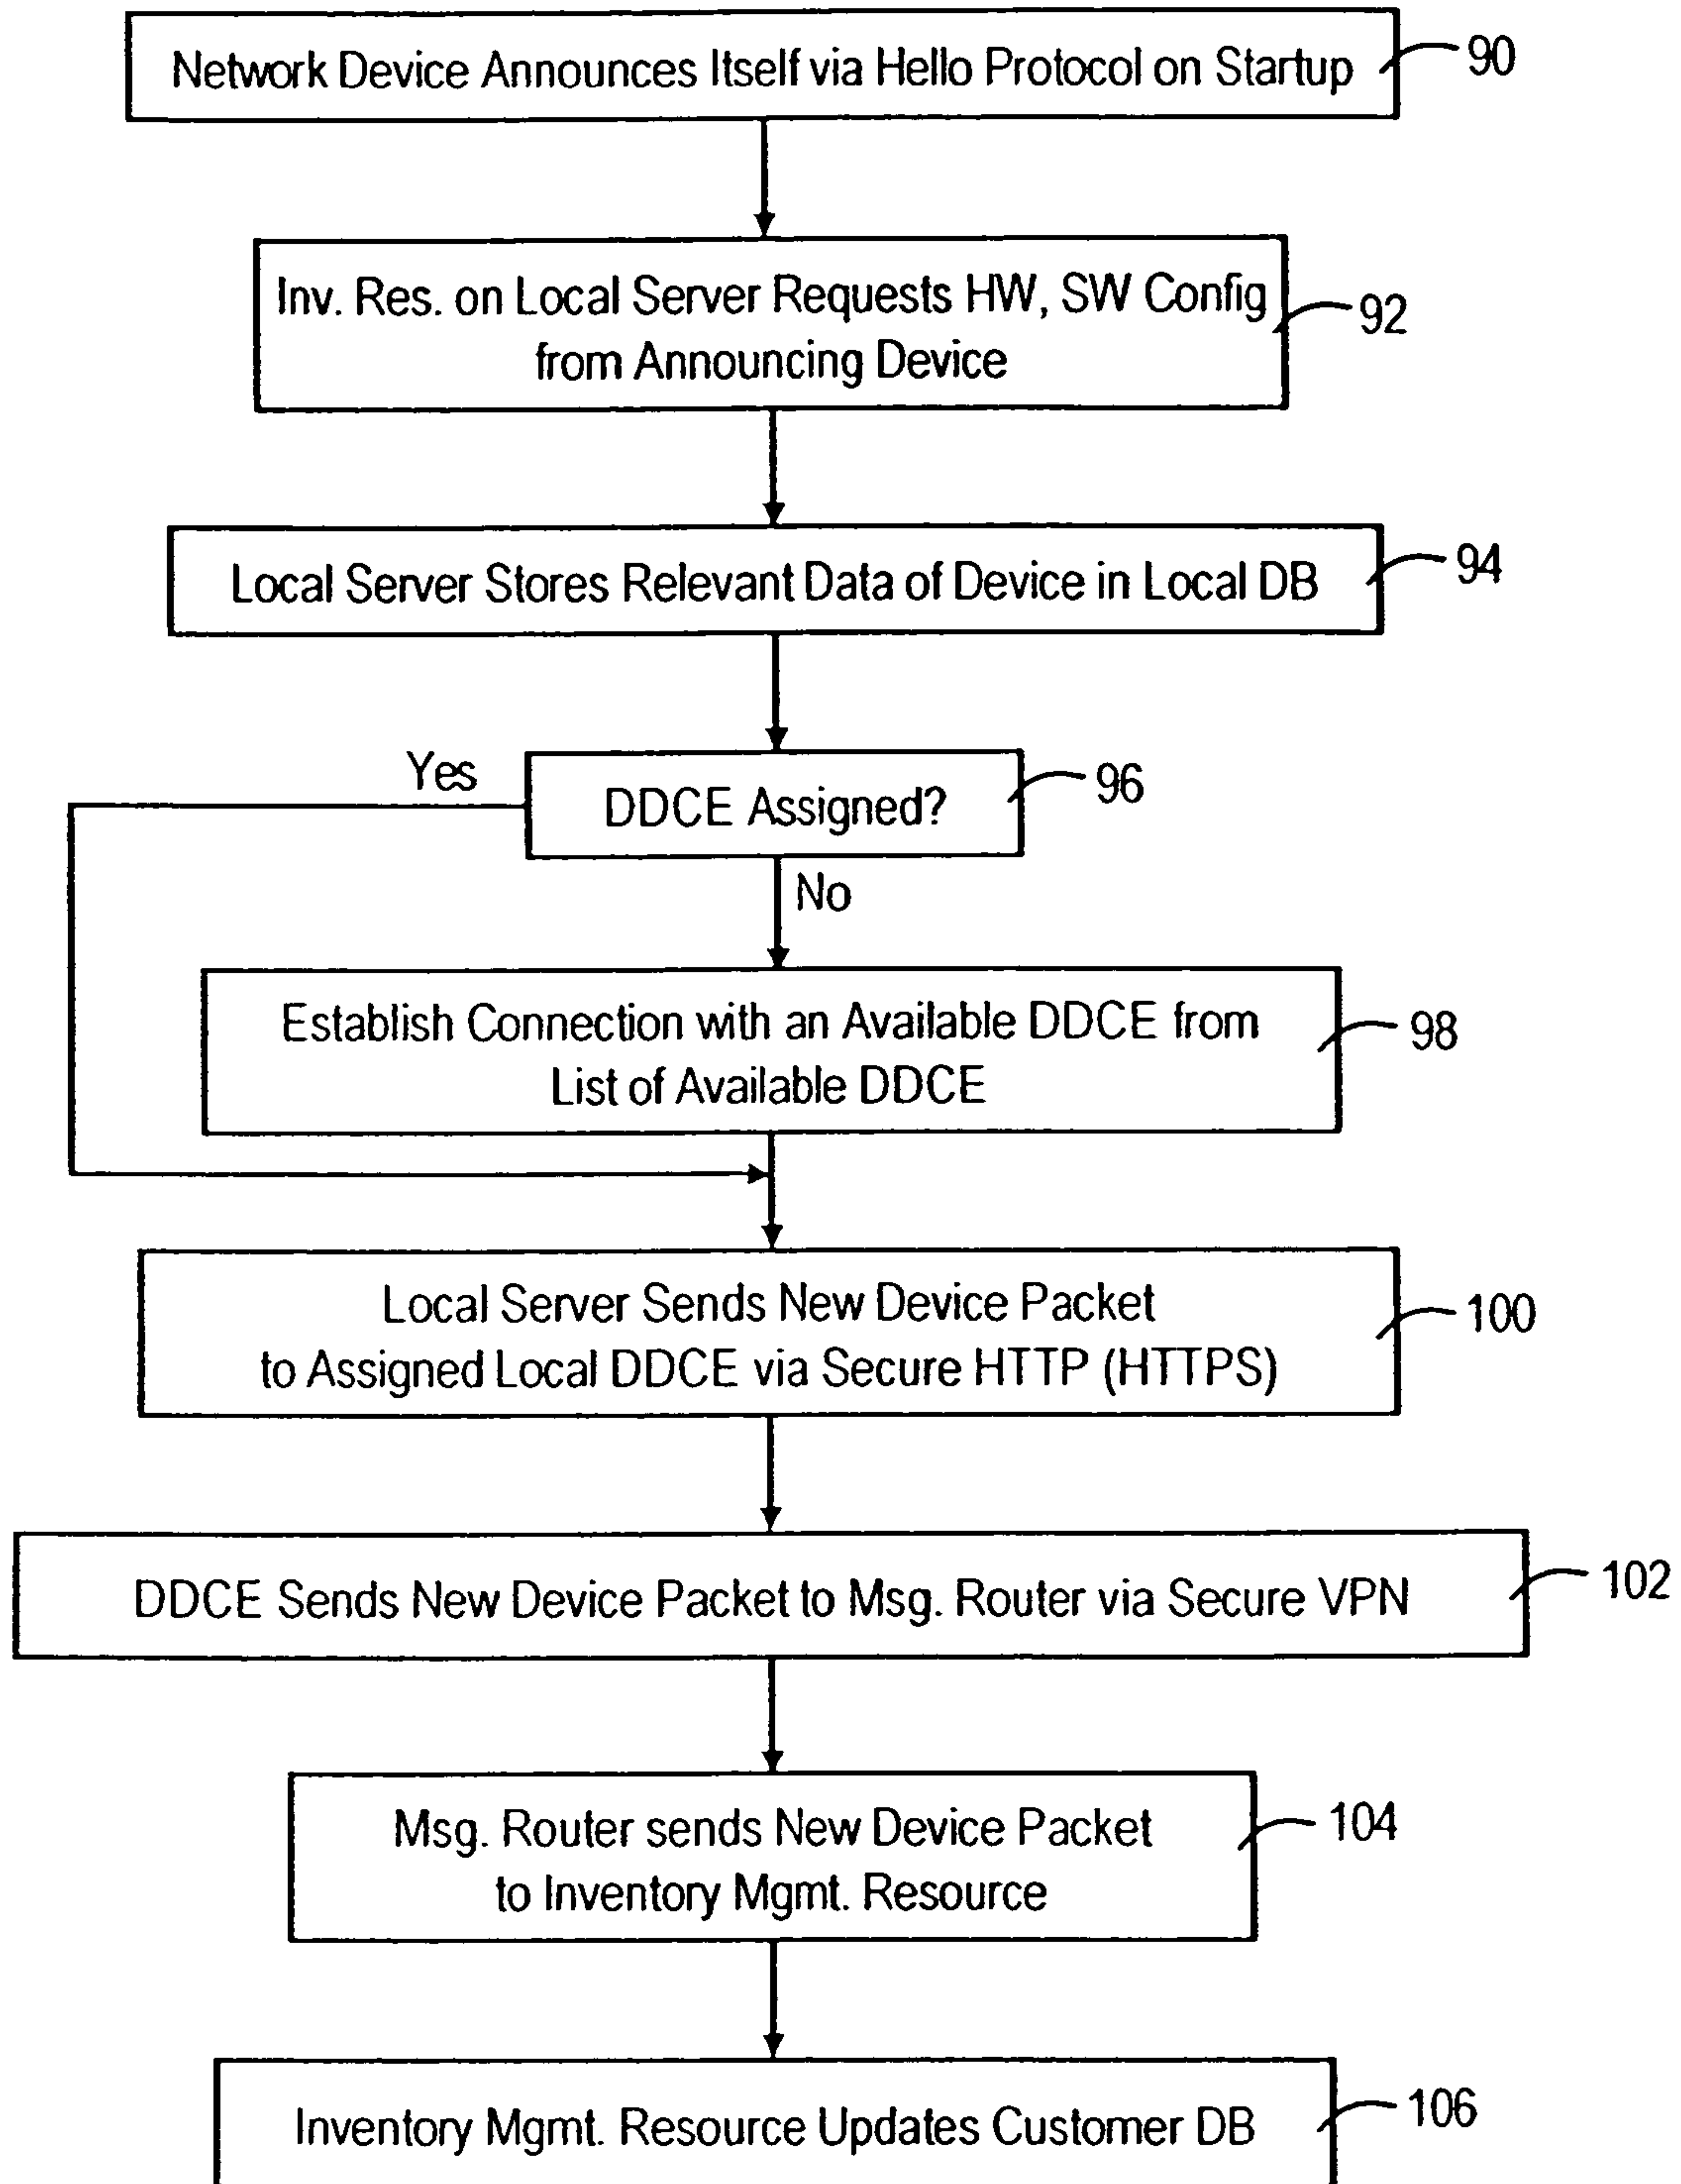 Network Device Announces Itself via Hello Protocol on Startup
90
Inv. Res. on Local Server Requests HW, SW Config
from Announcing Device
92
Local Server Stores Relevant Data of Device in Local DB
94
Yes
DDCE Assigned?
96
No
Establish Connection with an Available DDCE from
List of Available DDCE
98
Local Server Sends New Device Packet
to Assigned Local DDCE via Secure HTTP (HTTPS)
100
DDCE Sends New Device Packet to Msg. Router via Secure VPN
102
Msg. Router sends New Device Packet
to Inventory Mgmt. Resource
104
Inventory Mgmt. Resource Updates Customer DB
106